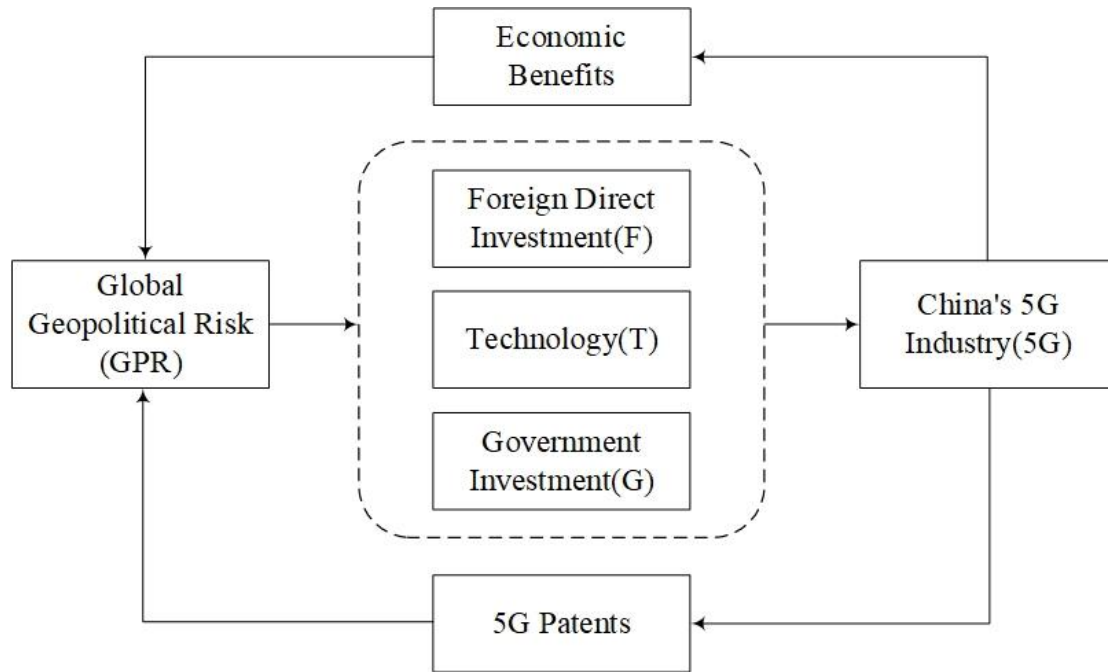 Economic
Benefits
Foreign Direct
Investment(F)
Global
Geopolitical Risk
(GPR)
Technology(T)
China's 5G
Industry(5G)
Government
Investment(G)
5G Patents